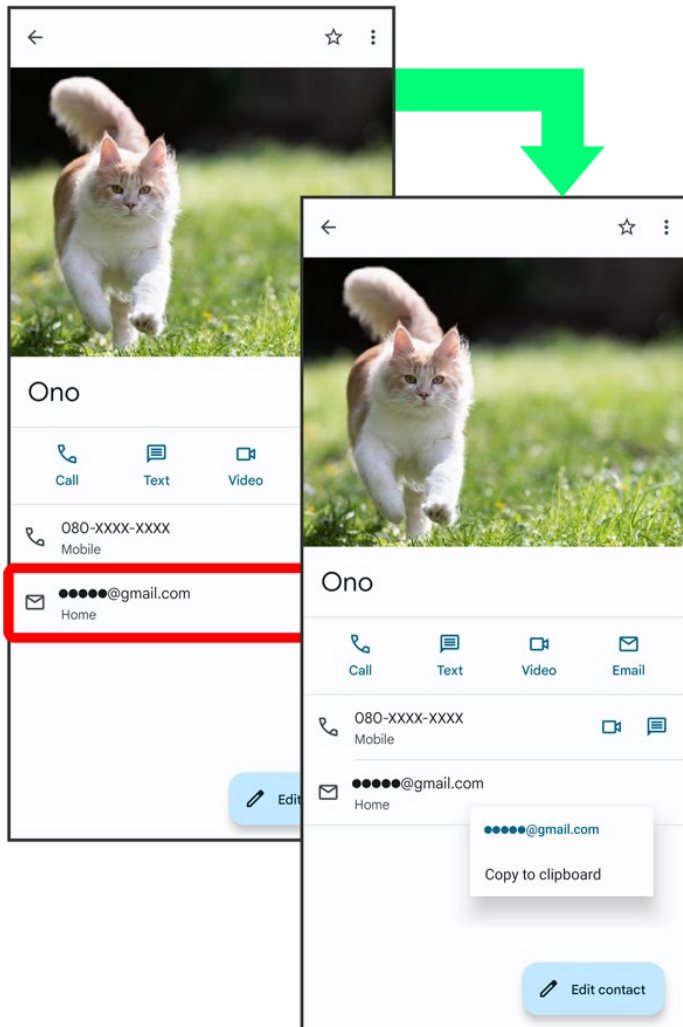 Ono
Call Text Video
080-XXXX-XXXX
Mobile
●●●●●@gmail.com
Home
Ono
Call Text Video Email
080-XXXX-XXXX
Mobile
●●●●●@gmail.com
Home
●●●●●@gmail.com
Copy to clipboard
Edit contact